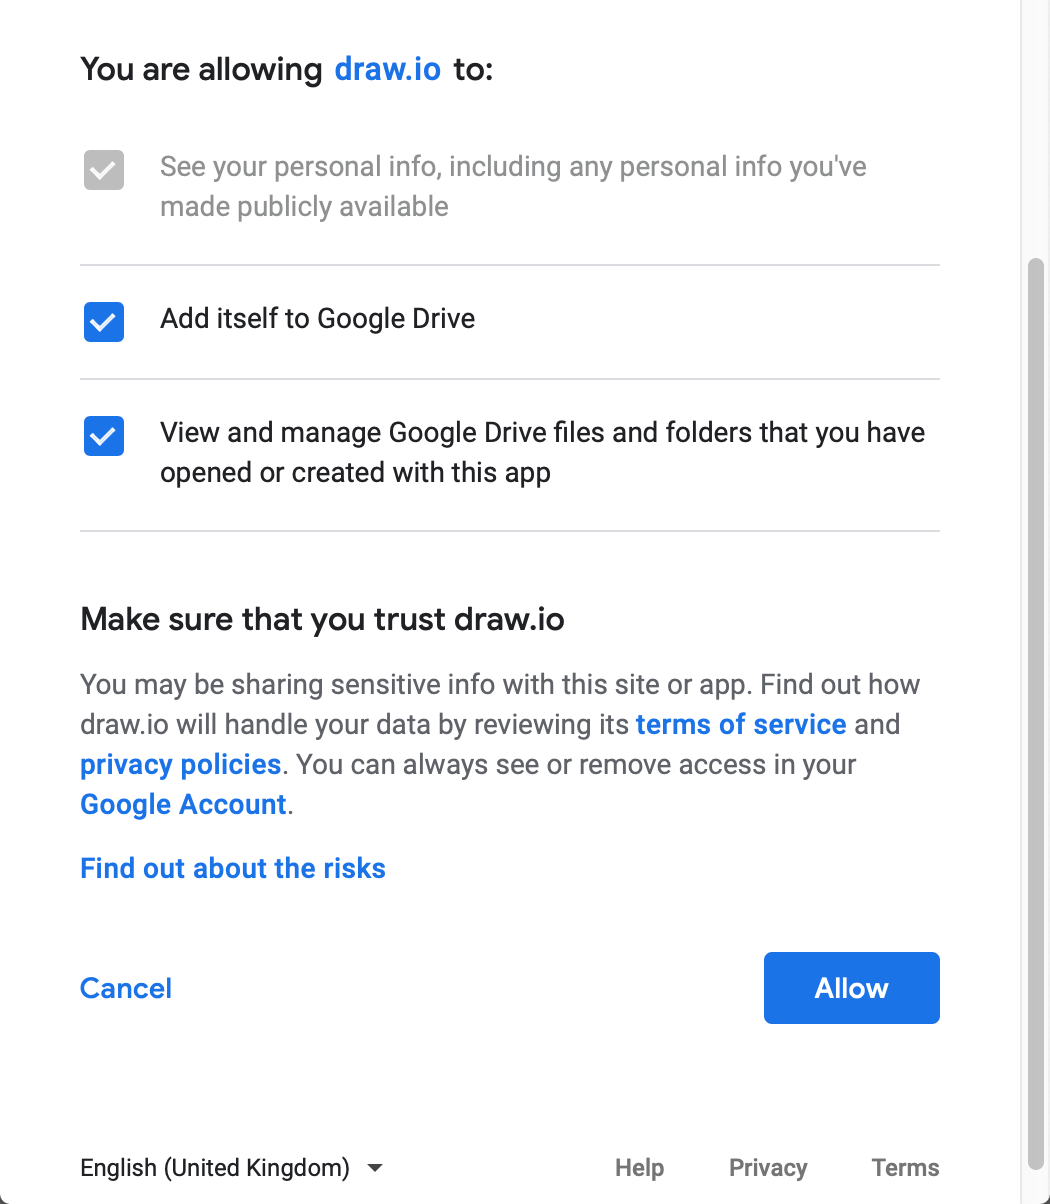 You are allowing draw.io to:
See your personal info, including any personal info you've
made publicly available
Add itself to Google Drive
View and manage Google Drive files and folders that you have
opened or created with this app
Make sure that you trust draw.io
You may be sharing sensitive info with this site or app. Find out how
draw.io will handle your data by reviewing its terms of service and
privacy policies. You can always see or remove access in your
Google Account.
Find out about the risks
Cancel Allow
English (United Kingdom) Help Privacy Terms